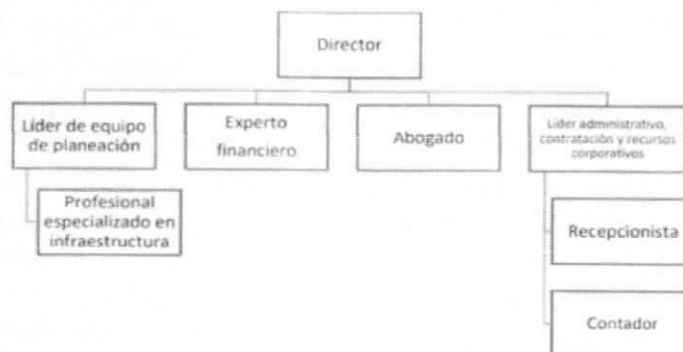 Director
Líder de equipo
de planeación
Experto
financiero
Abogado
Líder administrativo,
contratación y recursos
corporativos
Profesional
especializado en
infraestructura
Recepcionista
Contador